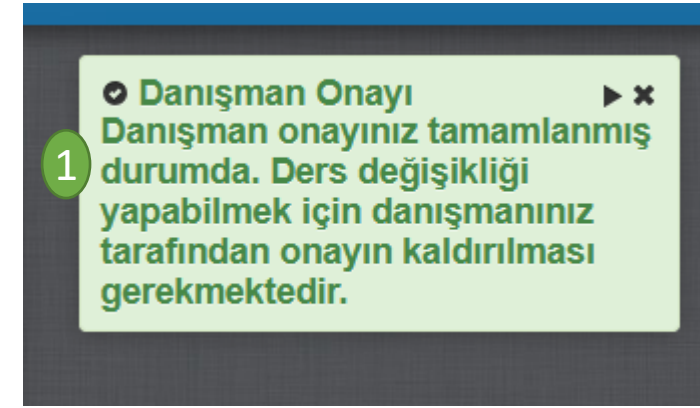 Danışman Onayı
Danışman onayınız tamamlanmış
1
durumda. Ders değişikliği
yapabilmek için danışmanınız
tarafından onayın kaldırılması
gerekmektedir.